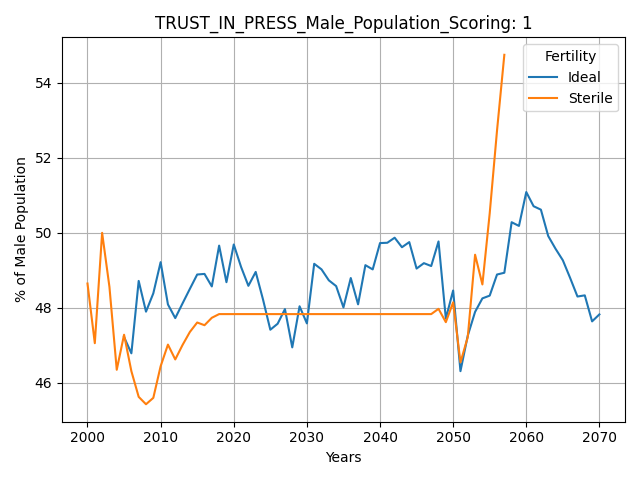 TRUST_IN_PRESS_Male_Population_Scoring: 1
Fertility
Ideal
Sterile
% of Male Population
54
52
50
48
46
2000 2010 2020 2030 2040 2050 2060 2070
Years